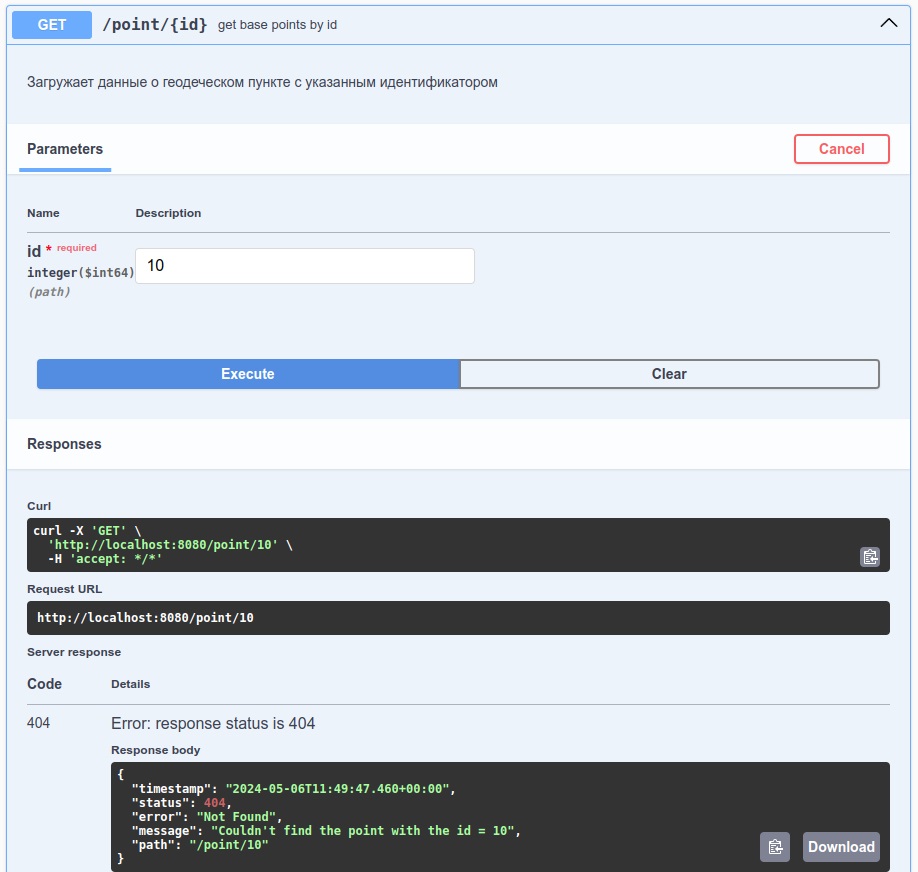 GET /point/{id} get base points by id
Загружает данные о геодеческом пункте с указанным идентификатором
Parameters
Cancel
Name Description
id * required
integer($int64)
(path)
10
Execute Clear
Responses
Curl
curl -X 'GET' \
'http://localhost:8080/point/10' \
-H 'accept: */*'
Request URL
http://localhost:8080/point/10
Server response
Code Details
404 Error: response status is 404
Response body
{
"timestamp": "2024-05-06T11:49:47.460+00:00",
"status": 404,
"error": "Not Found",
"message": "Couldn't find the point with the id = 10",
"path": "/point/10"
}
Download